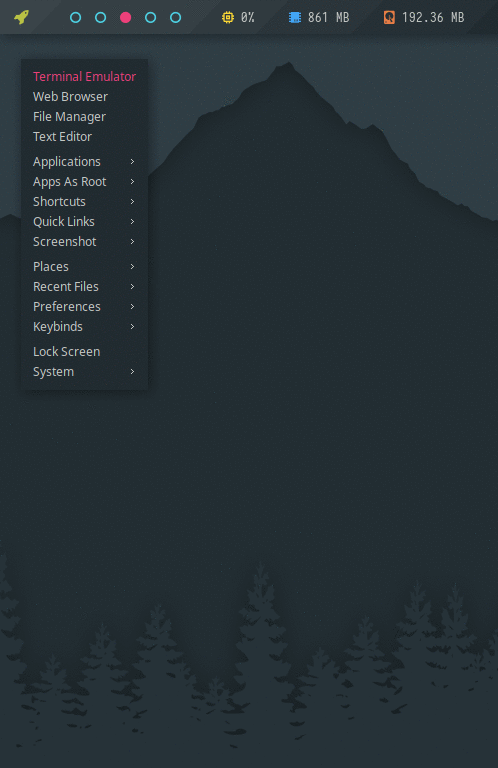 0% 861 MB 192.36 MB
Terminal Emulator
Web Browser
File Manager
Text Editor
Applications
Apps As Root
Shortcuts
Quick Links
Screenshot
Places
Recent Files
Preferences
Keybinds
Lock Screen
System